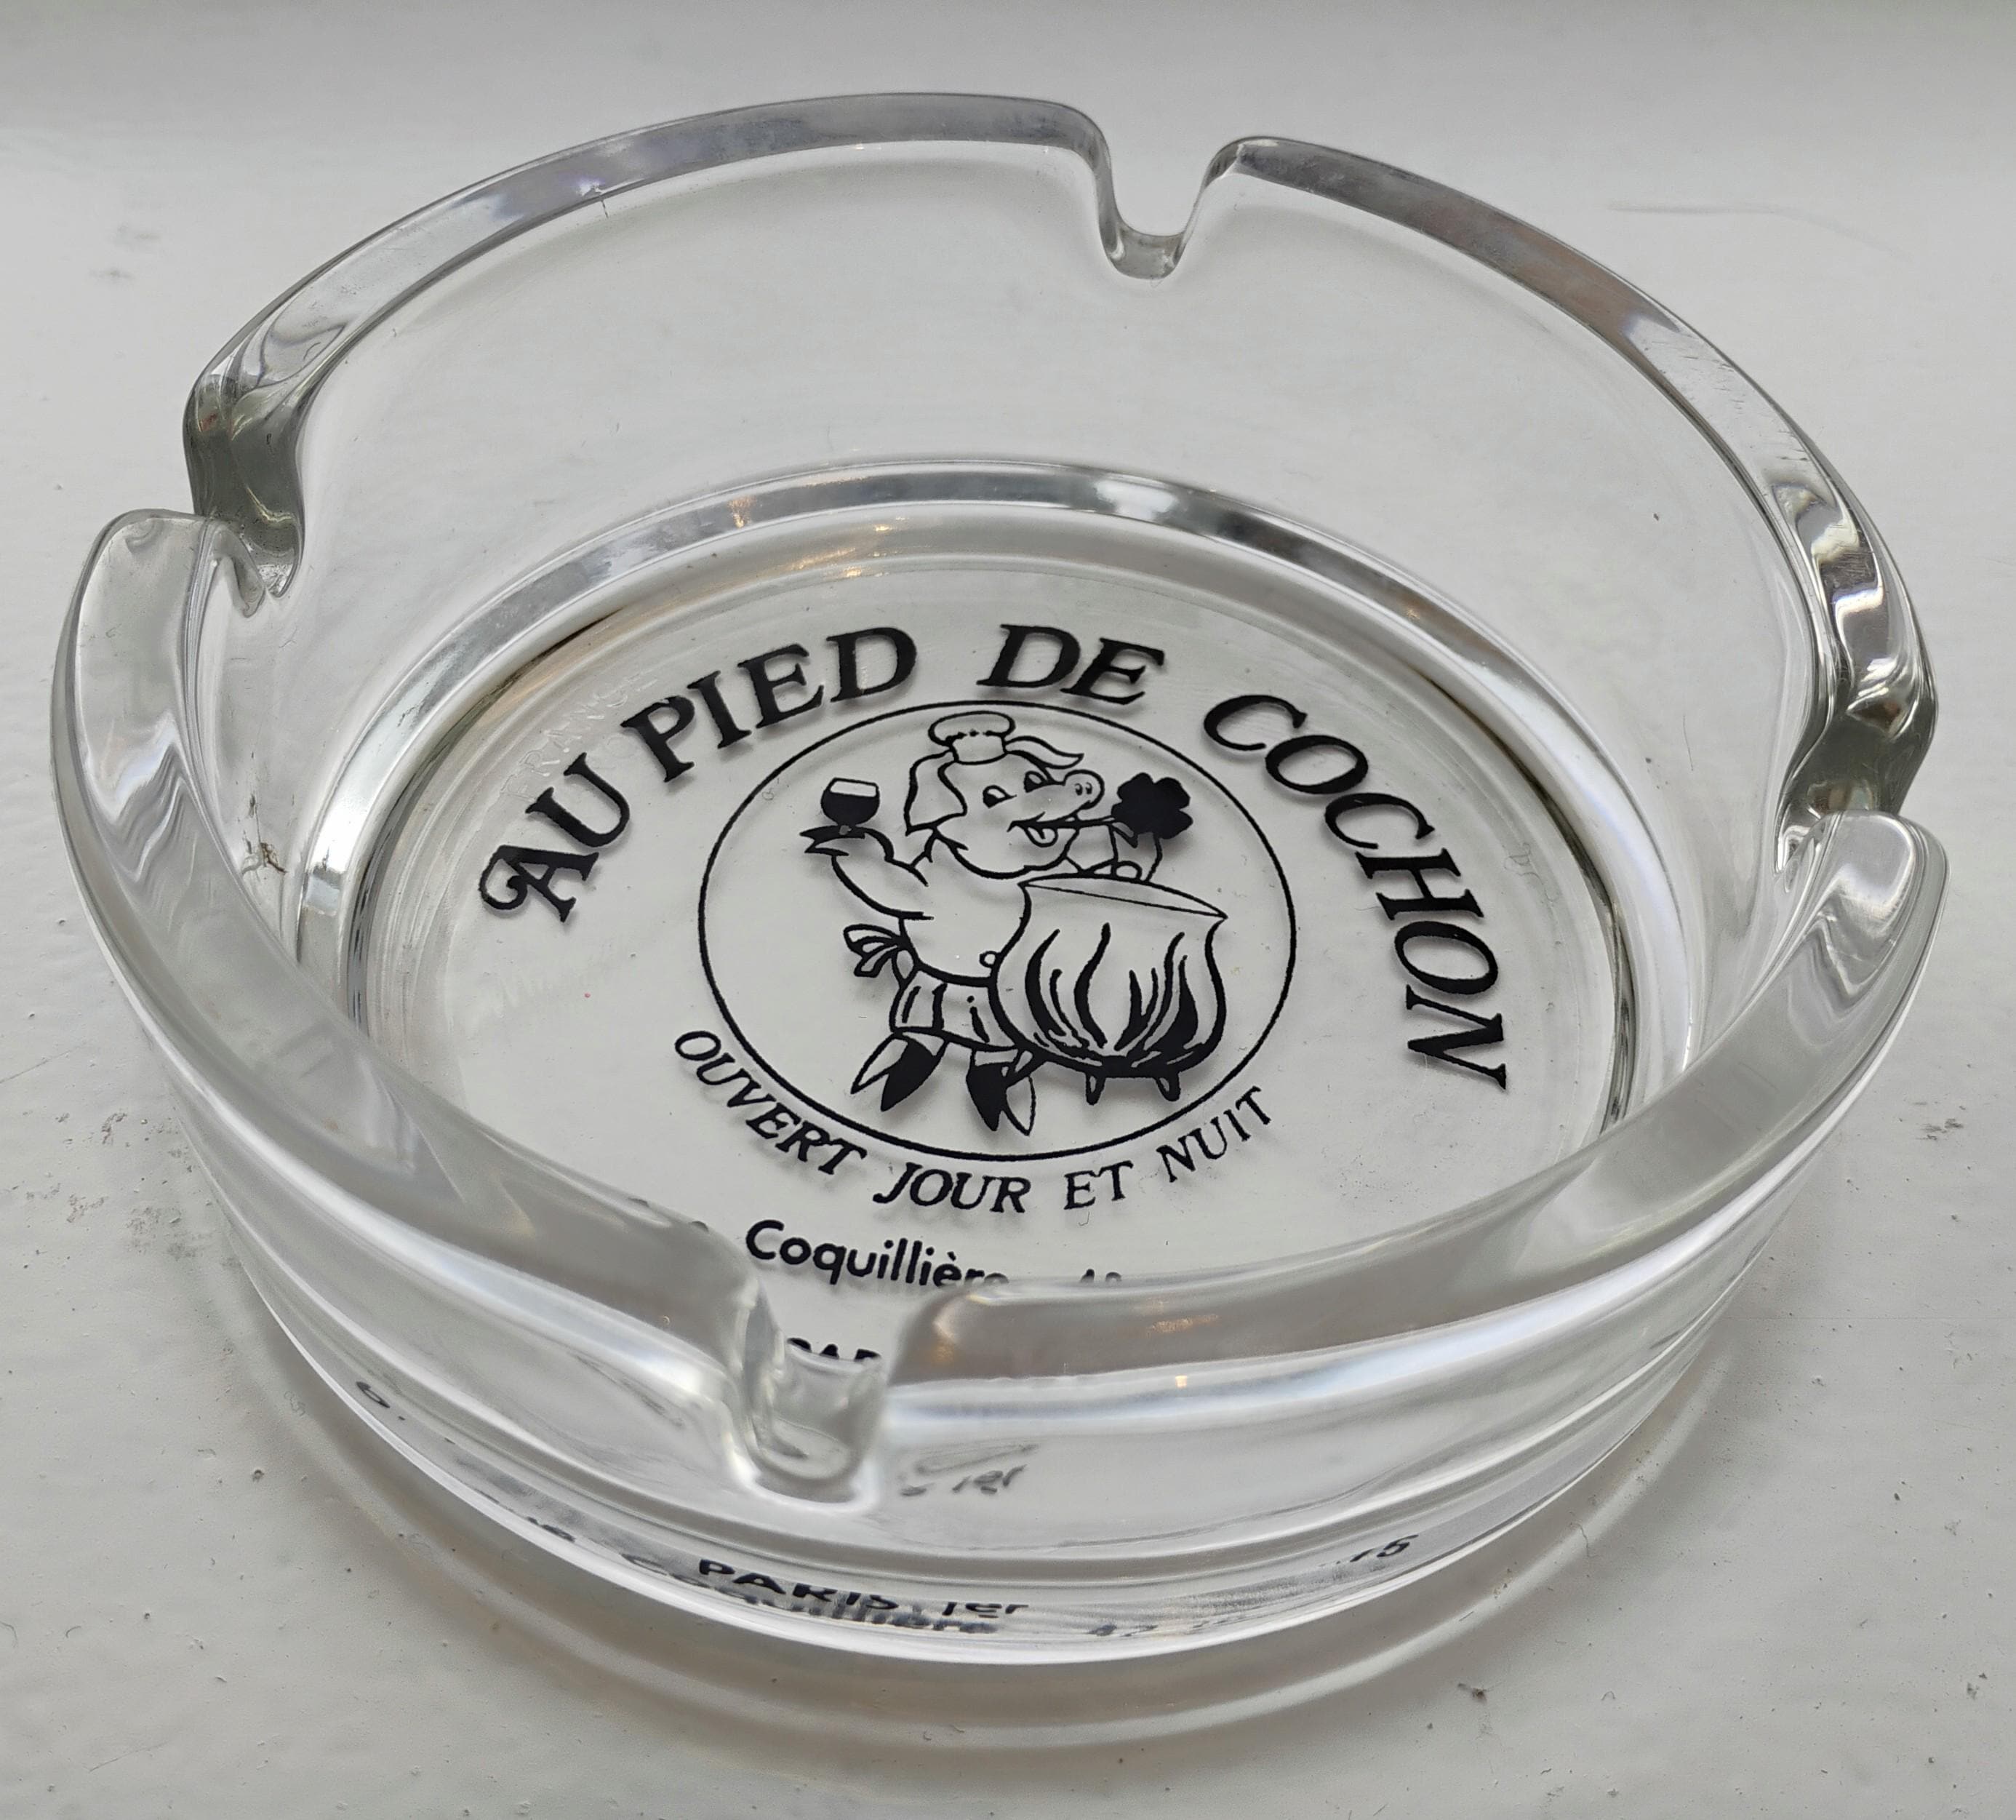 AU PIED DE COCHON
OUVERT JOUR ET NUIT
Coquillière
PARIS 1er